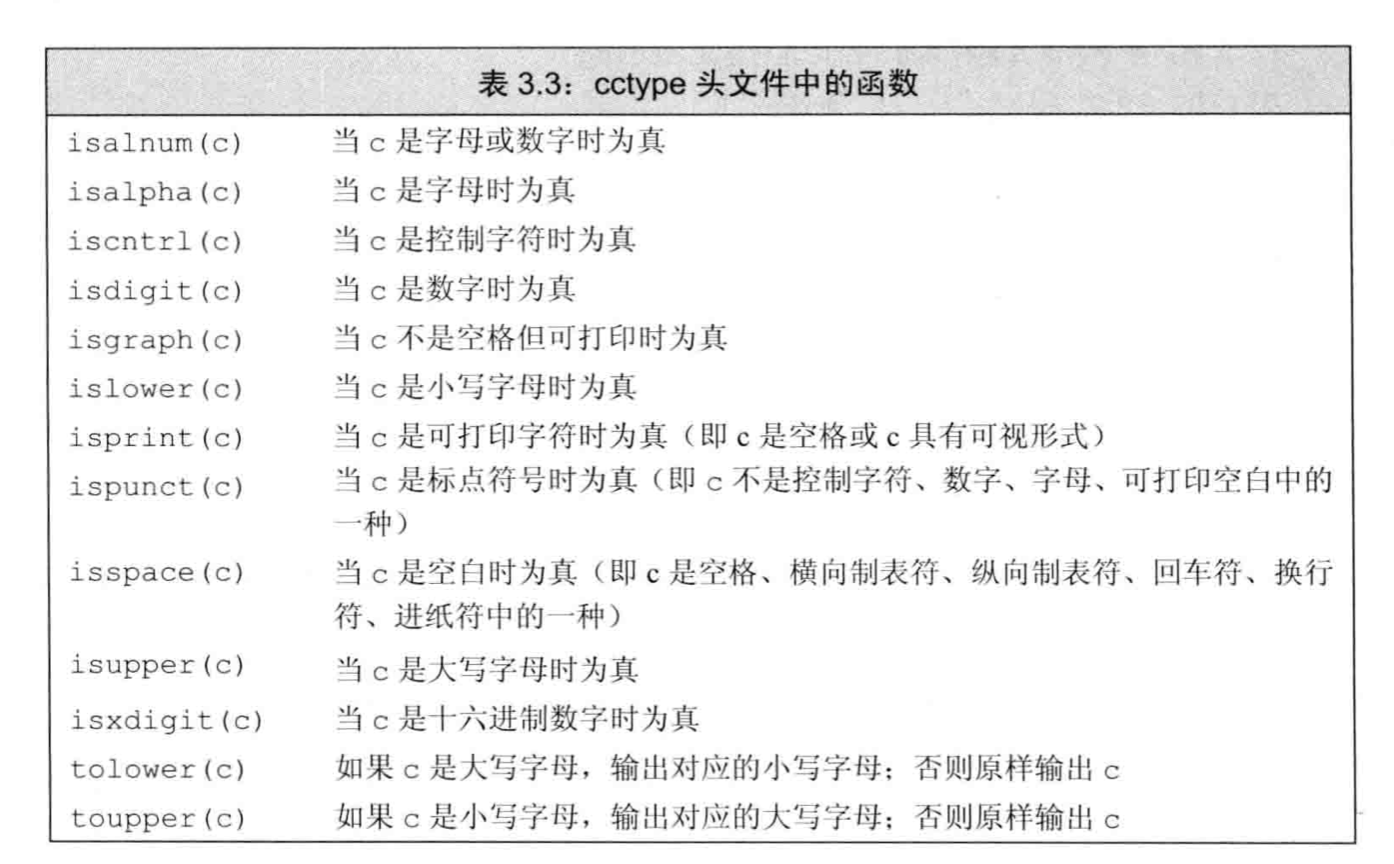 表 3.3：cctype 头文件中的函数
isalnum(c) 当 c 是字母或数字时为真
isalpha(c) 当 c 是字母时为真
iscntrl(c) 当 c 是控制字符时为真
isdigit(c) 当 c 是数字时为真
isgraph(c) 当 c 不是空格但可打印时为真
islower(c) 当 c 是小写字母时为真
isprint(c) 当 c 是可打印字符时为真（即 c 是空格或 c 具有可视形式）
ispunct(c) 当 c 是标点符号时为真（即 c 不是控制字符、数字、字母、可打印空白中的
一种）
isspace(c) 当 c 是空白时为真（即 c 是空格、横向制表符、纵向制表符、回车符、换行
符、进纸符中的一种）
isupper(c) 当 c 是大写字母时为真
isxdigit(c) 当 c 是十六进制数字时为真
tolower(c) 如果 c 是大写字母，输出对应的小写字母；否则原样输出 c
toupper(c) 如果 c 是小写字母，输出对应的大写字母；否则原样输出 c